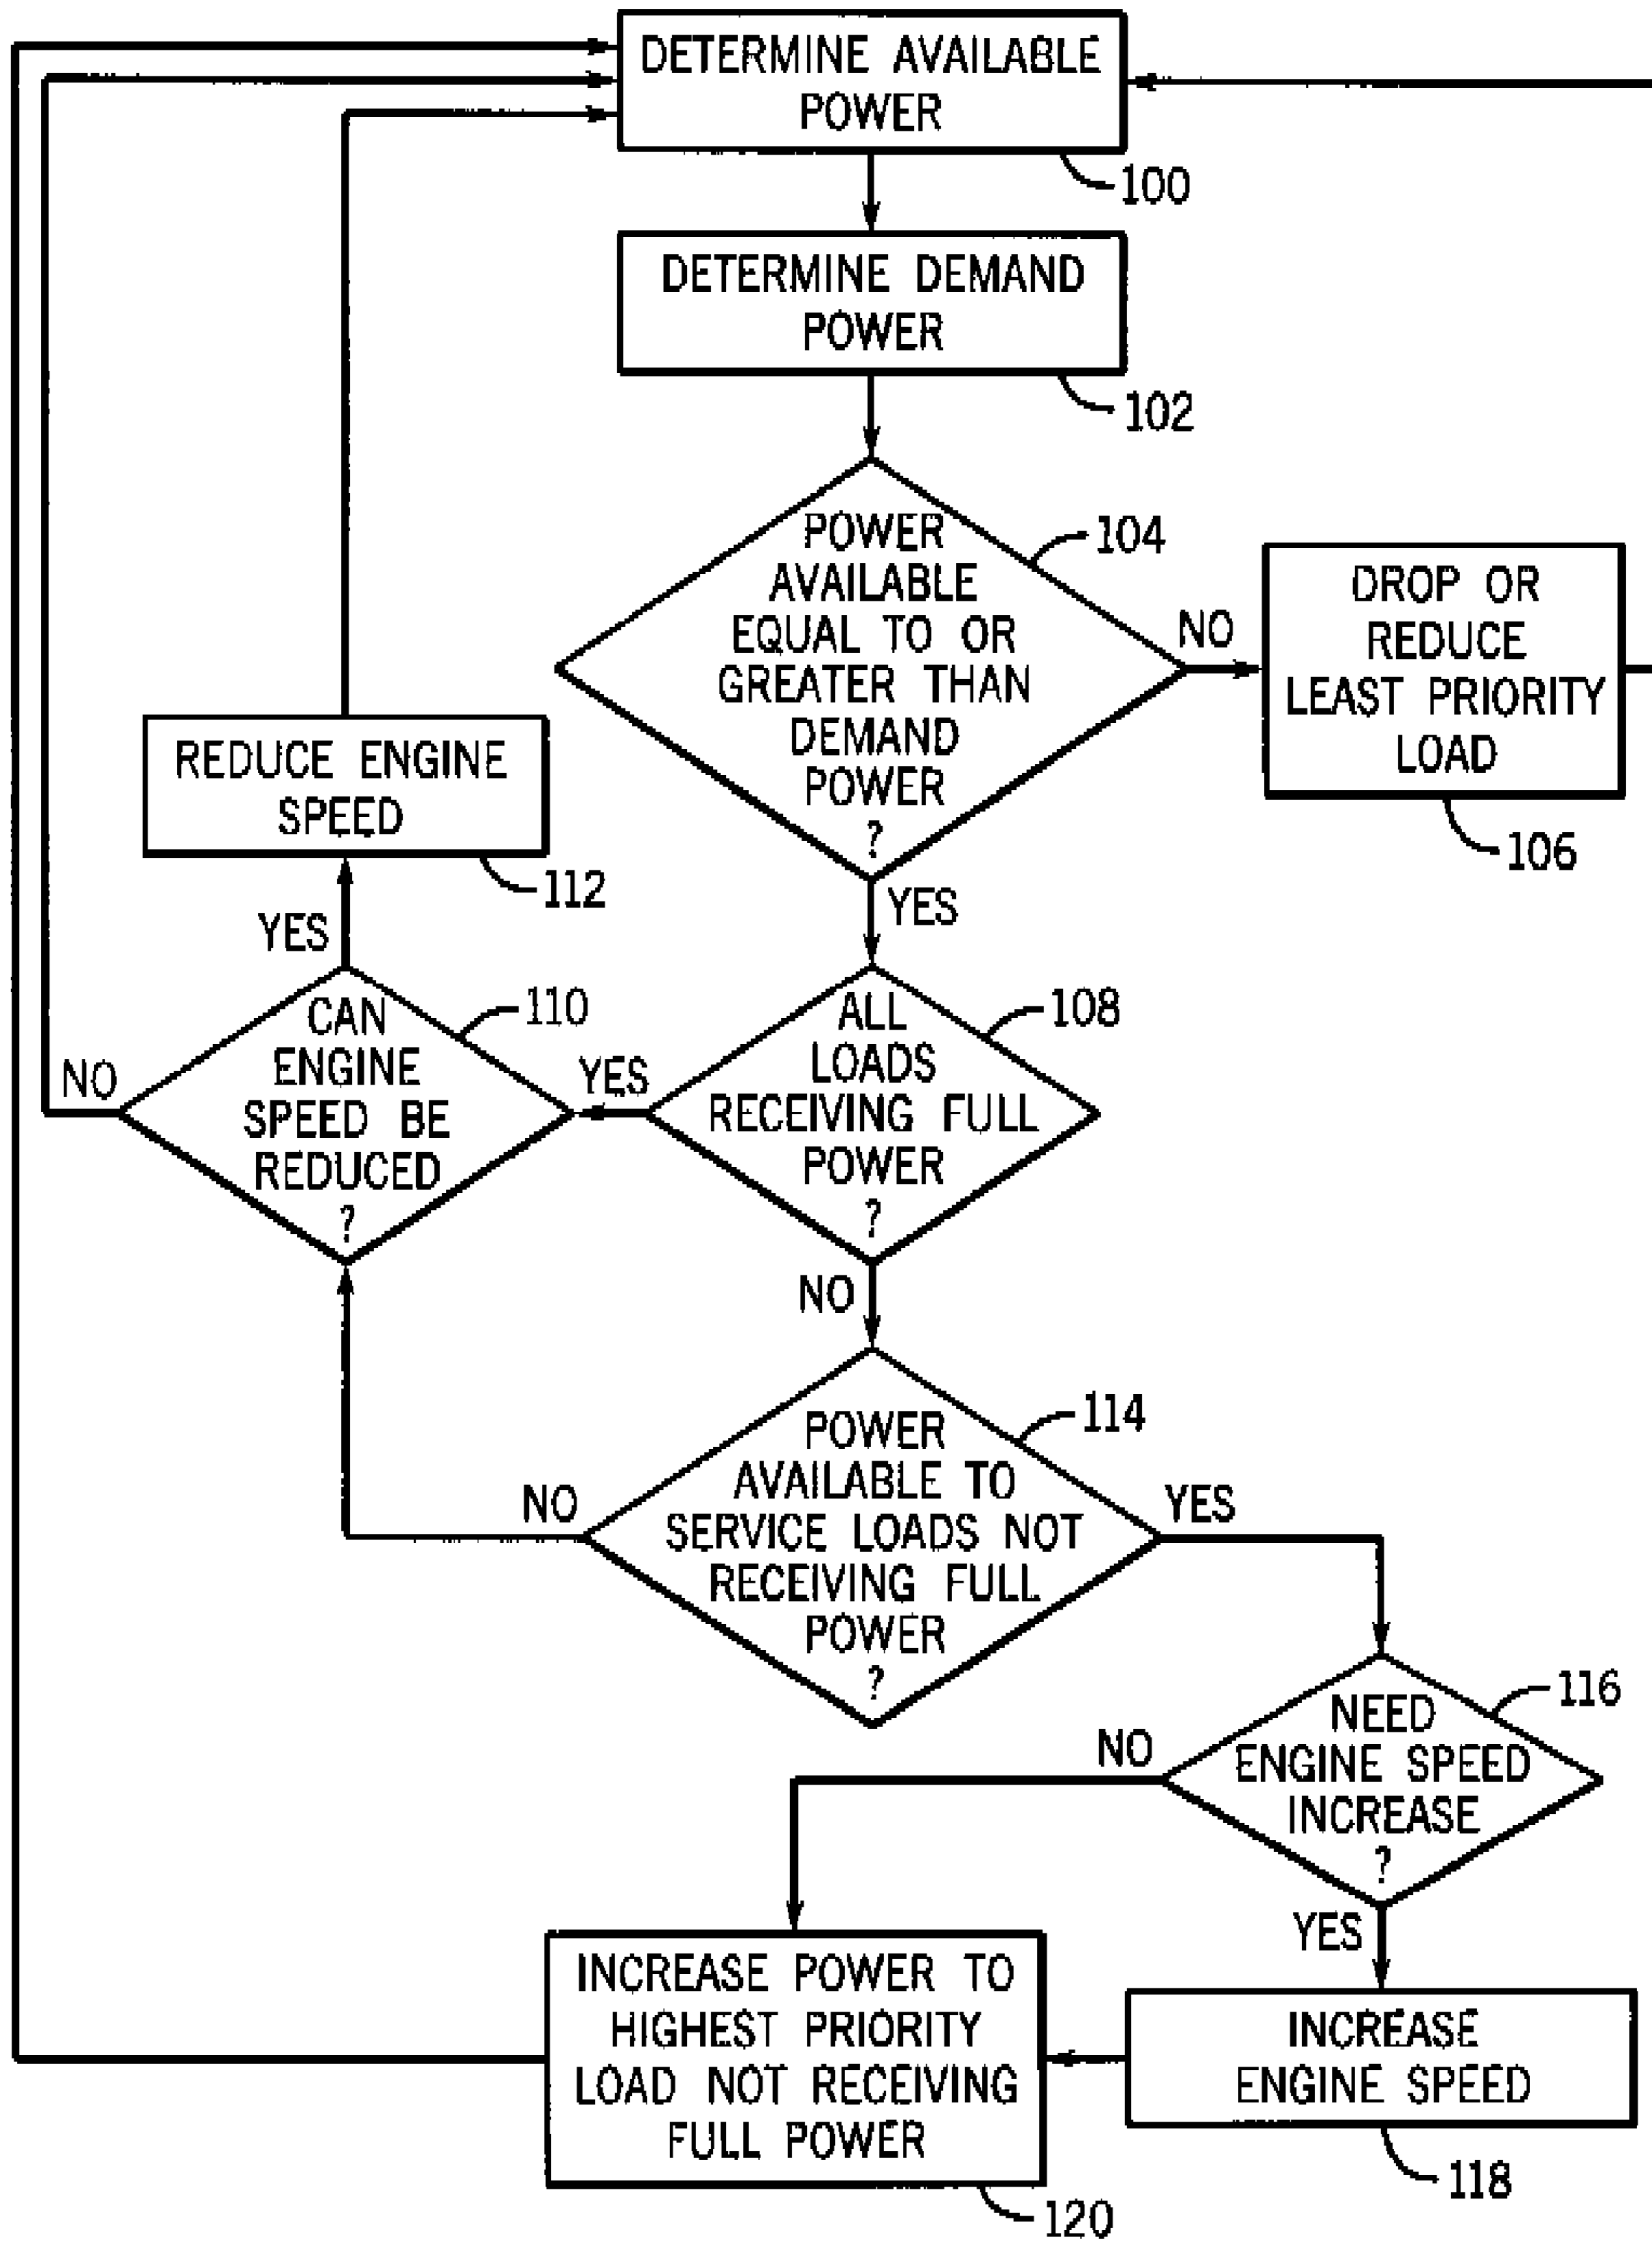 DETERMINE AVAILABLE
POWER
100
DETERMINE DEMAND
POWER
102
POWER
AVAILABLE
EQUAL TO OR
GREATER THAN
DEMAND
POWER
?
104
NO
DROP OR
REDUCE
LEAST PRIORITY
LOAD
106
YES
REDUCE ENGINE
SPEED
112
YES
CAN
ENGINE
SPEED BE
REDUCED
?
110
NO
YES
ALL
LOADS
RECEIVING FULL
POWER
?
108
NO
POWER
AVAILABLE TO
SERVICE LOADS NOT
RECEIVING FULL
POWER
?
114
NO
YES
NEED
ENGINE SPEED
INCREASE
?
116
NO
YES
INCREASE POWER TO
HIGHEST PRIORITY
LOAD NOT RECEIVING
FULL POWER
120
INCREASE
ENGINE SPEED
118